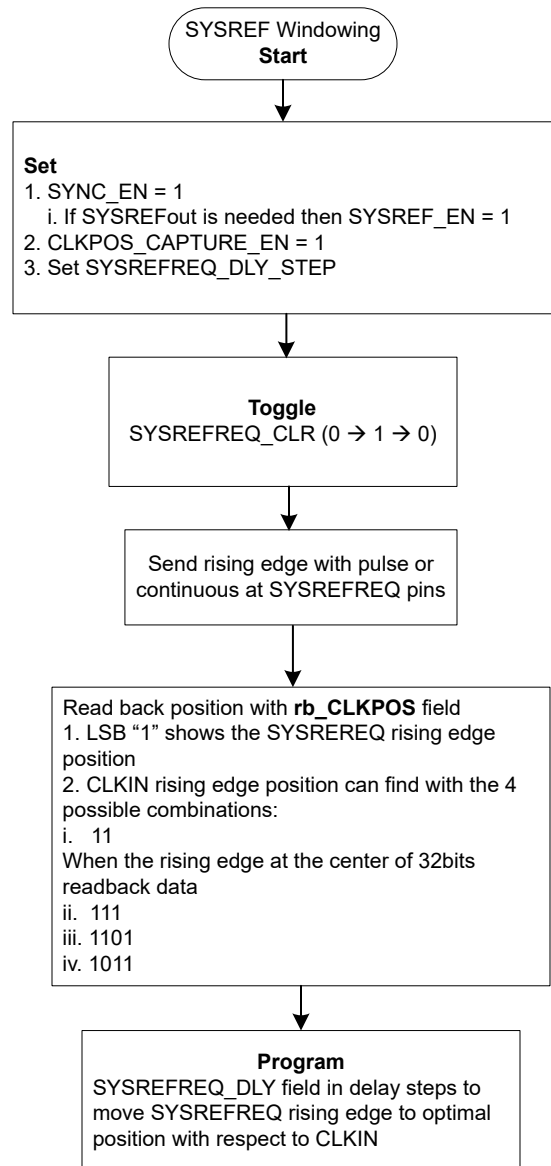 SYSREF Windowing
Start
Set
1. SYNC_EN = 1
i. If SYSREFout is needed then SYSREF_EN = 1
2. CLKPOS_CAPTURE_EN = 1
3. Set SYSREFREQ_DLY_STEP
Toggle
SYSREFREQ_CLR (0 → 1 → 0)
Send rising edge with pulse or
continuous at SYSREFREQ pins
Read back position with rb_CLKPOS field
1. LSB “1” shows the SYSREREQ rising edge
position
2. CLKIN rising edge position can find with the 4
possible combinations:
i. 11
When the rising edge at the center of 32bits
readback data
ii. 111
iii. 1101
iv. 1011
Program
SYSREFREQ_DLY field in delay steps to
move SYSREFREQ rising edge to optimal
position with respect to CLKIN